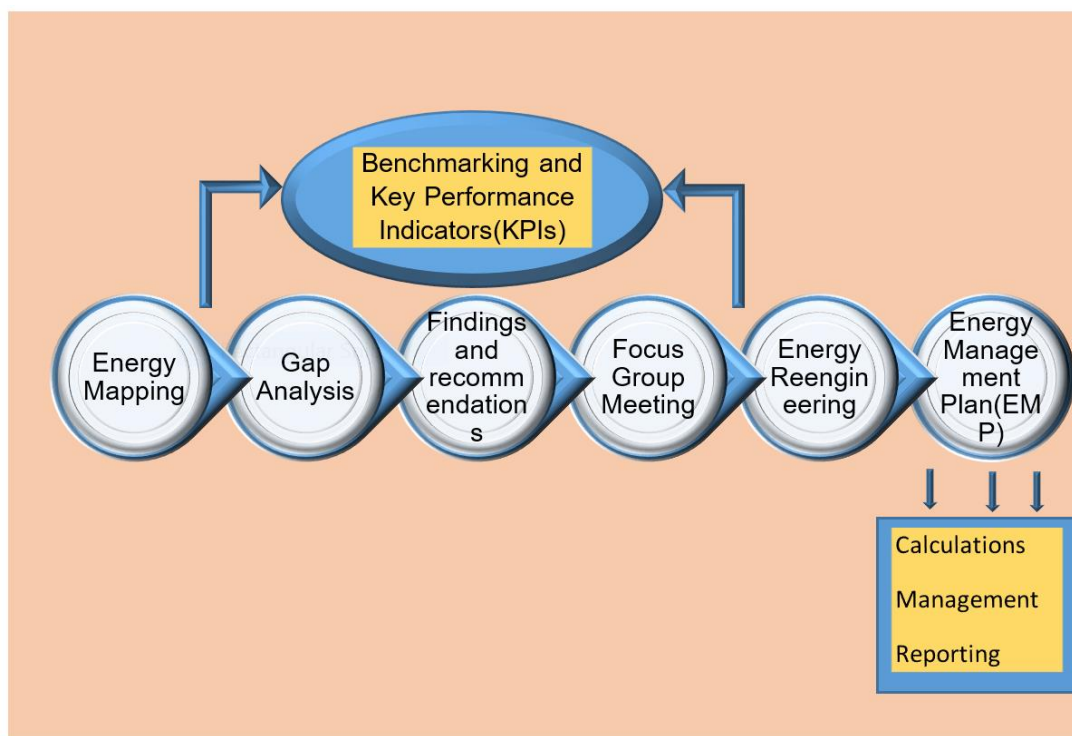 Benchmarking and
Key Performance
Indicators(KPIs)
Energy
Mapping
Gap
Analysis
Findings
and
recomm
endation
s
Focus
Group
Meeting
Energy
Reengin
eering
Energy
Manage
ment
Plan(EM
P)
Calculations
Management
Reporting